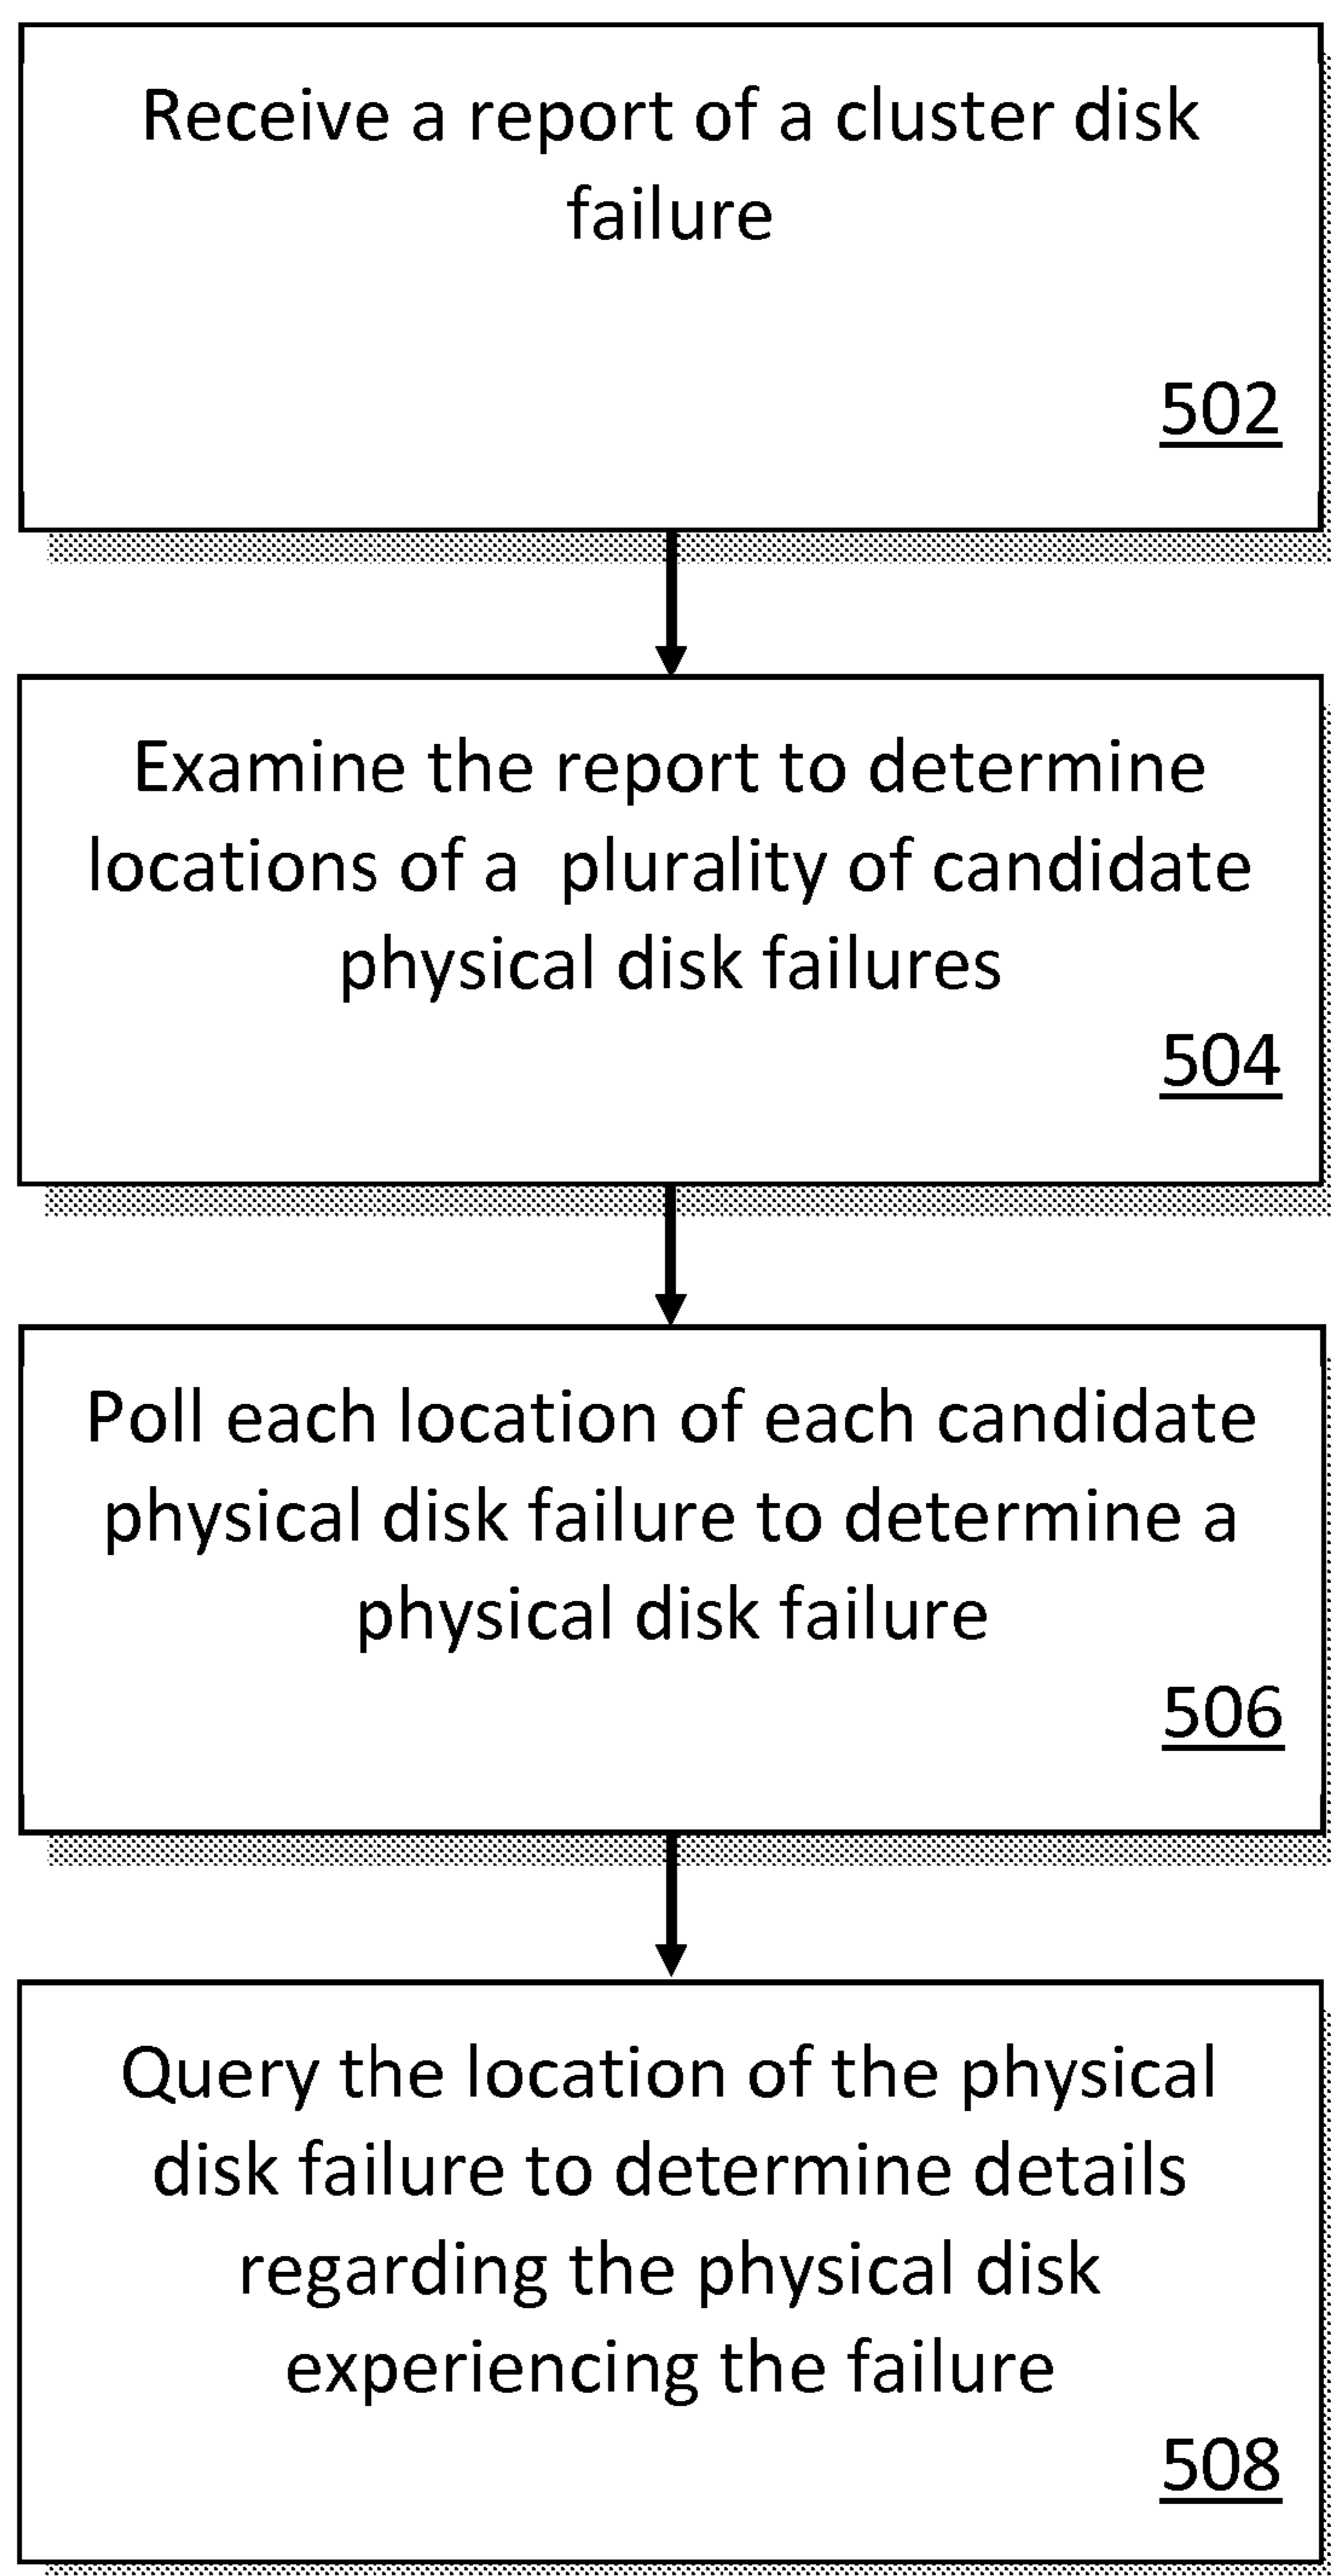 Receive a report of a cluster disk
failure
502
Examine the report to determine
locations of a  plurality of candidate
physical disk failures
504
Poll each location of each candidate
physical disk failure to determine a
physical disk failure
506
Query the location of the physical
disk failure to determine details
regarding the physical disk
experiencing the failure
508